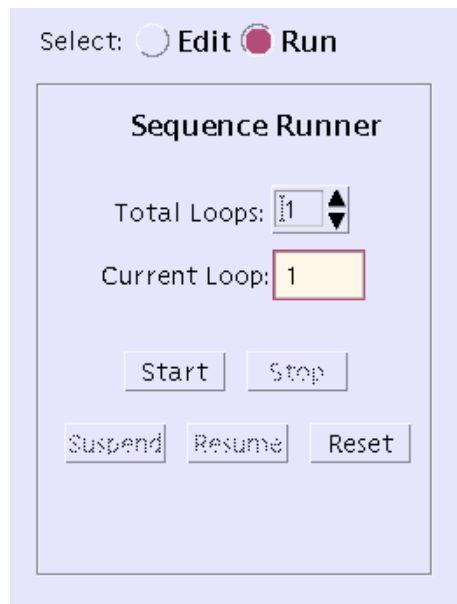 Select: Edit Run
Sequence Runner
Total Loops: 1
Current Loop: 1
Start Stop
Suspend Resume Reset